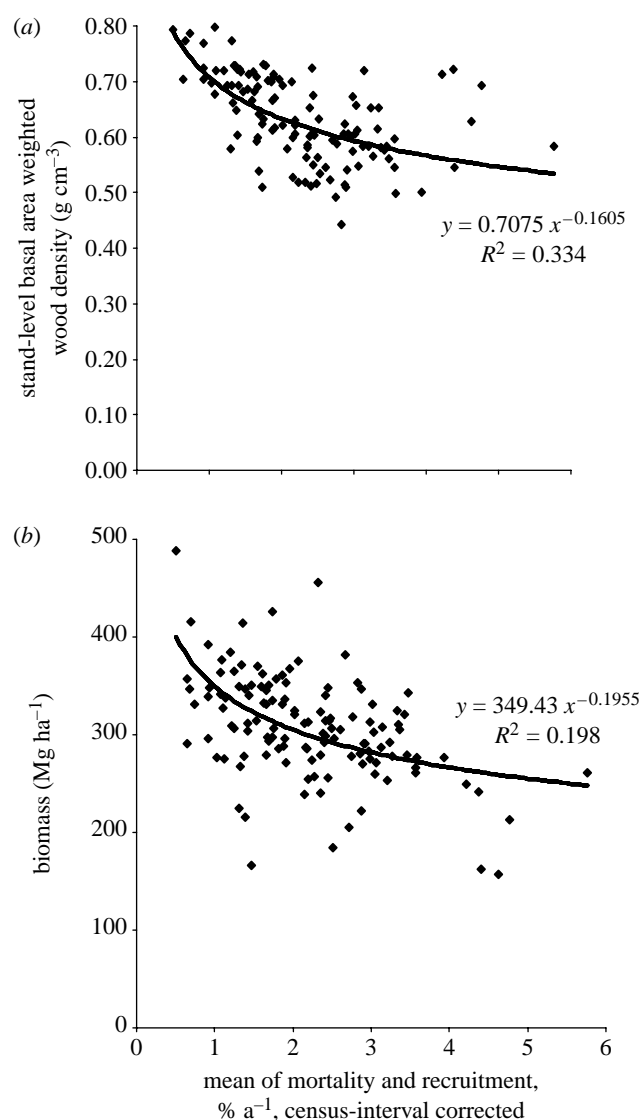 (a)
0.80
0.70
0.60
0.50
0.40
0.30
0.20
0.10
0.00
stand-level basal area weighted
wood density (g cm⁻³)
y = 0.7075 x⁻⁰·¹⁶⁰⁵
R² = 0.334
(b)
500
400
300
200
100
0
biomass (Mg ha⁻¹)
y = 349.43 x⁻⁰·¹⁹⁵⁵
R² = 0.198
0 1 2 3 4 5 6
mean of mortality and recruitment,
% a⁻¹, census-interval corrected